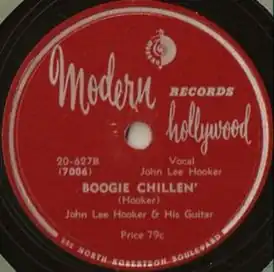 Modern
RECORDS
hollywood
20-627B
(7006)
Vocal
John Lee Hooker
BOOGIE CHILLEN'
(Hooker)
John Lee Hooker & His Guitar
Price 79c
NORTH ROBERTSON BOULEVARD